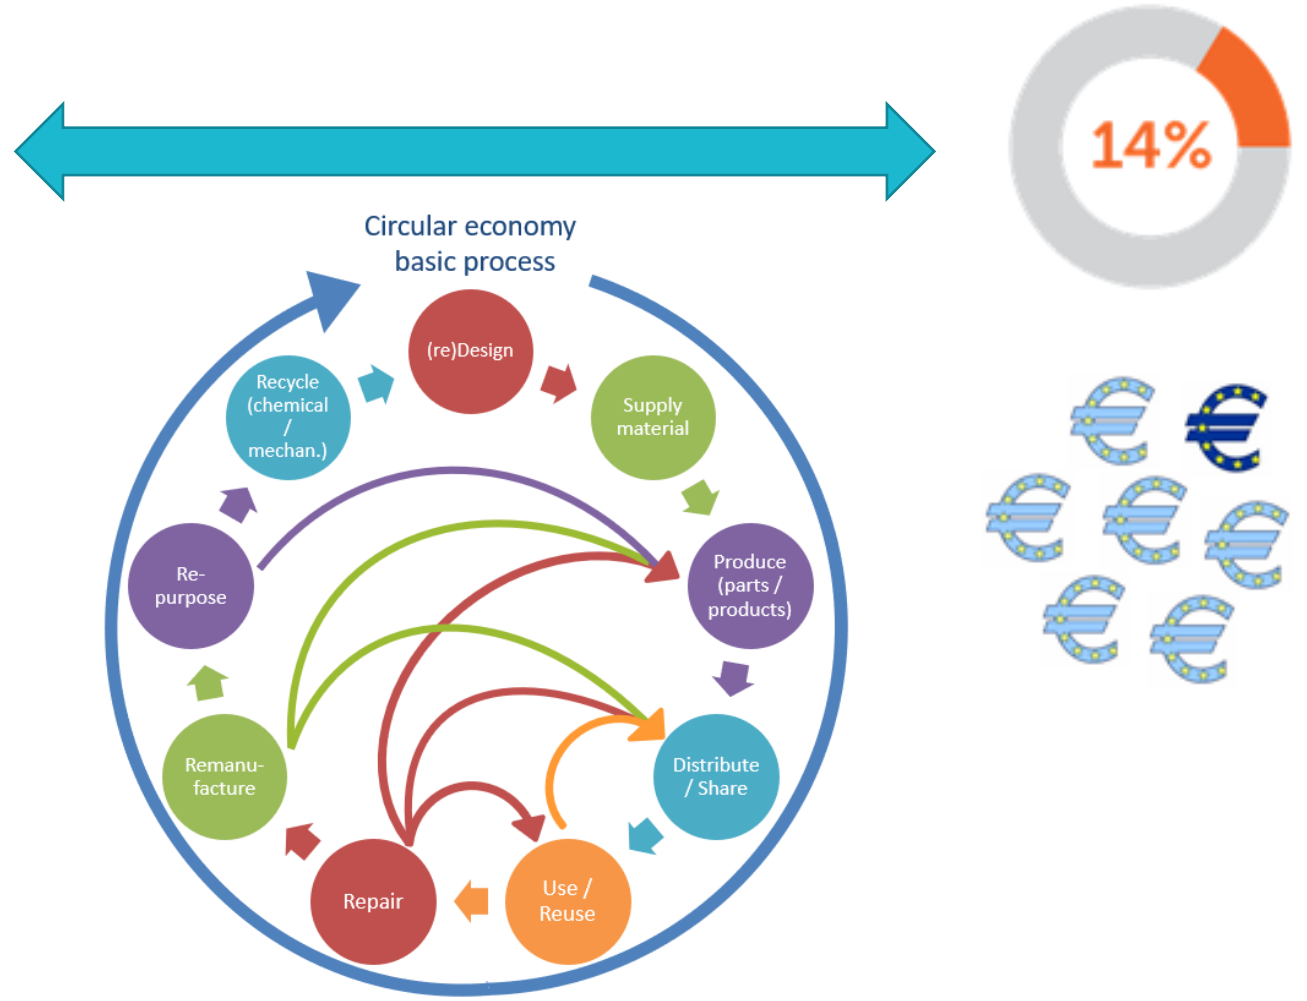 14%
Circular economy
basic process
(re)Design
Supply
material
Produce
(parts /
products)
Distribute
/ Share
Use /
Reuse
Repair
Remanu-
facture
Re-
purpose
Recycle
(chemical
/
mechan.)